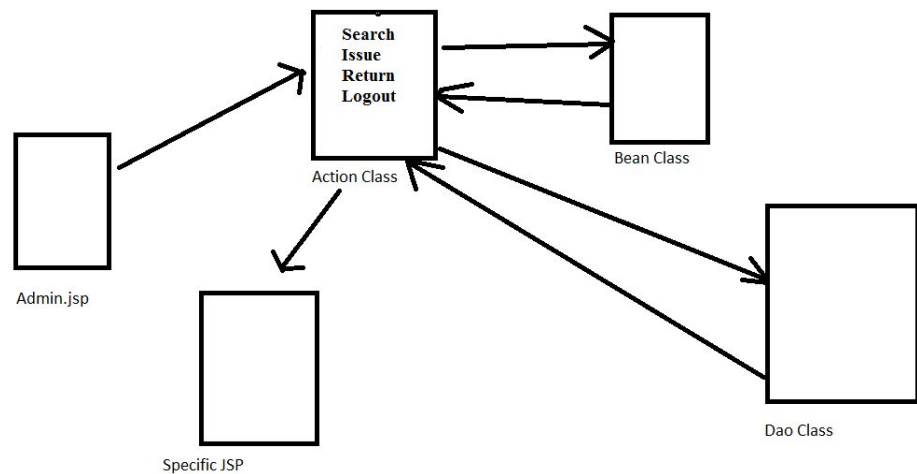 Search
Issue
Return
Logout
Action Class
Bean Class
Admin.jsp
Dao Class
Specific JSP